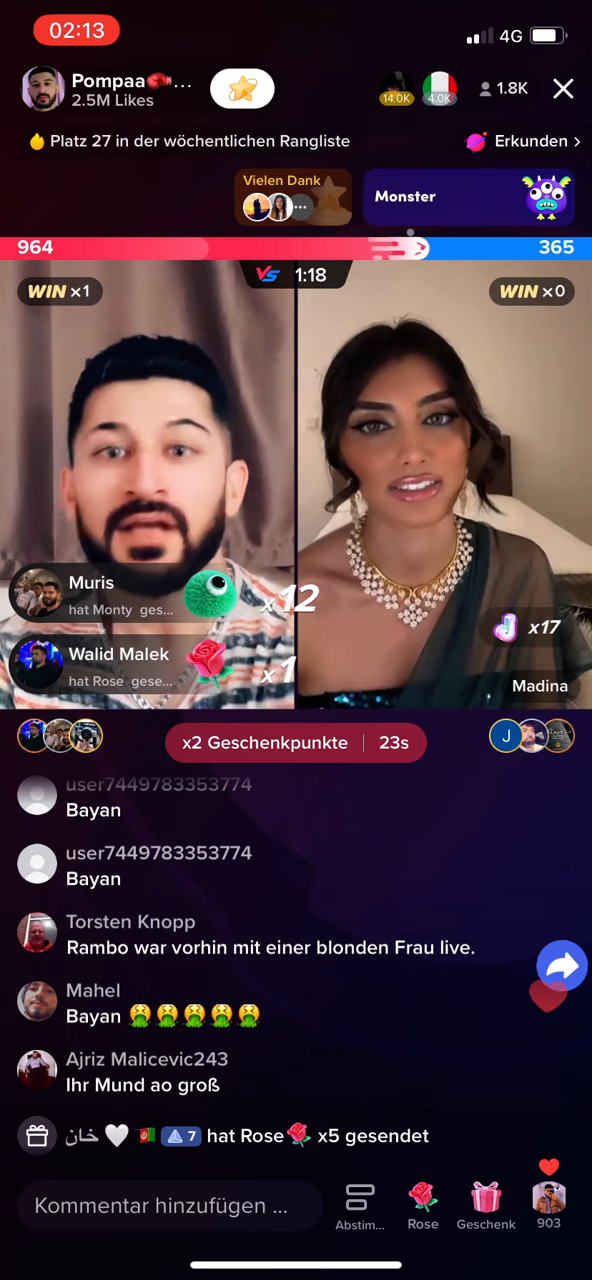 02:13
4G
Pompaa🥊...
2.5M Likes
14.0K
4.0K
1.8K
Platz 27 in der wöchentlichen Rangliste
Erkunden >
Vielen Dank
Monster
964
365
VS 1:18
WIN x1
WIN x0
Muris
hat Monty ges...
x12
Walid Malek
hat Rose gese...
x1
x17
Madina
J
x2 Geschenkpunkte
23s
user7449783353774
Bayan
user7449783353774
Bayan
Torsten Knopp
Rambo war vorhin mit einer blonden Frau live.
Mahel
Bayan 🤮🤮🤮🤮🤮
Ajriz Malicevic243
Ihr Mund ao groß
خان 🤍 🇦🇫 7 hat Rose🌹 x5 gesendet
Kommentar hinzufügen ...
Abstim...
Rose
Geschenk
903